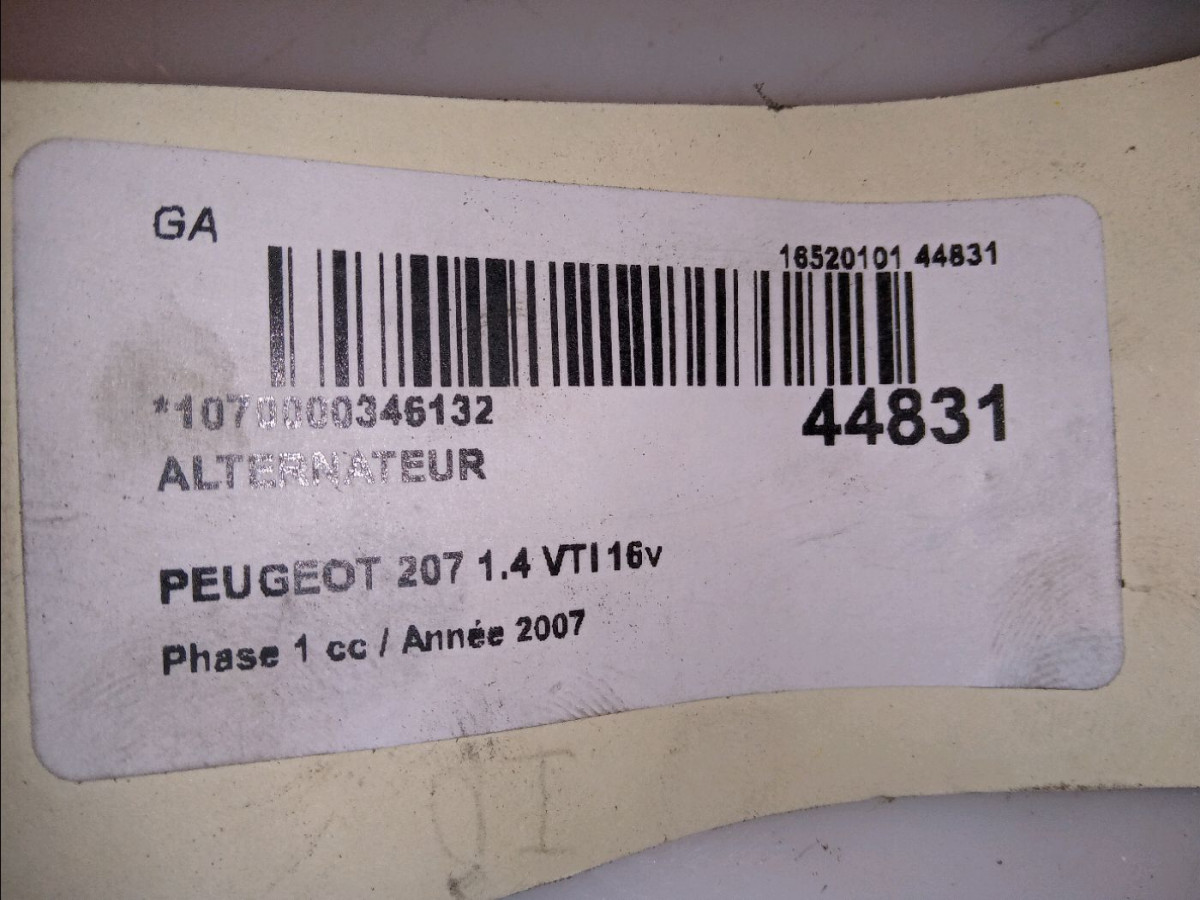 GA
16520101 44831
*1070000346132
44831
ALTERNATEUR
PEUGEOT 207 1.4 VTI 16v
Phase 1 cc / Année 2007